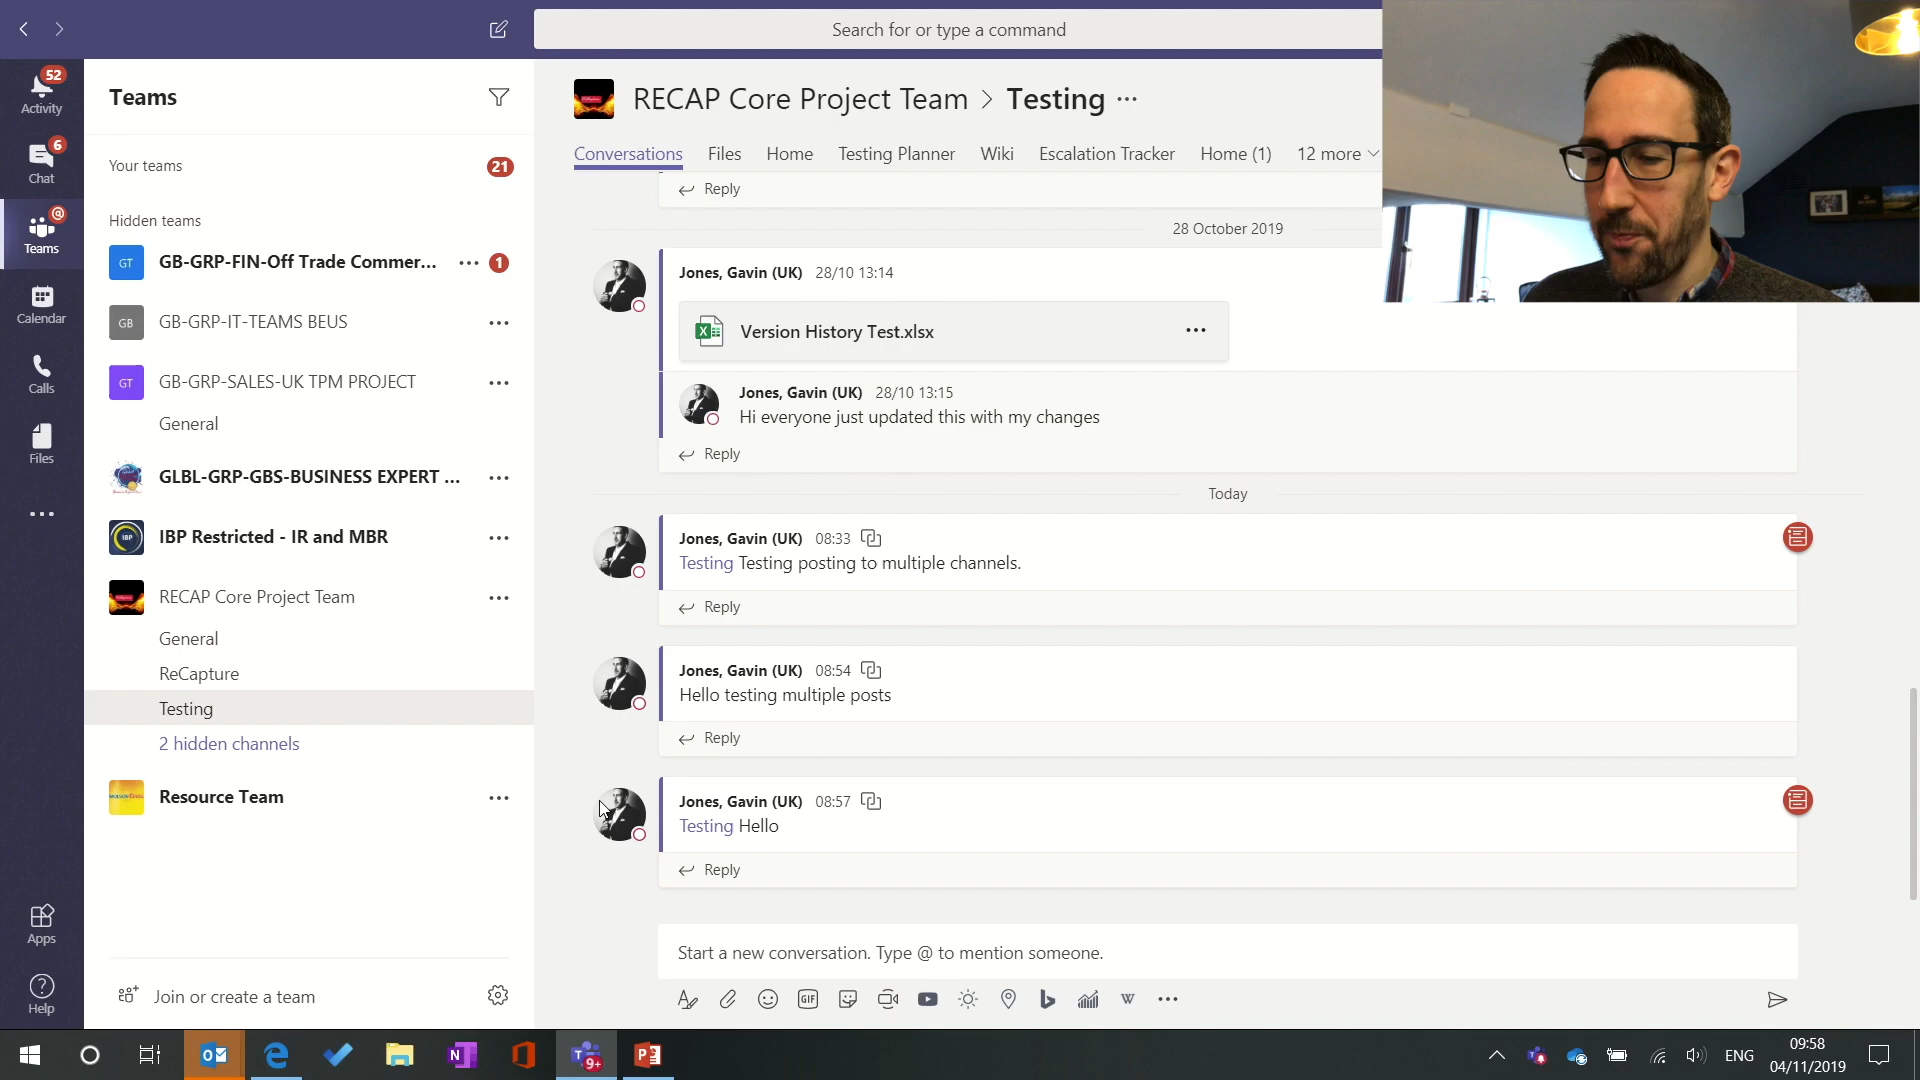 Search for or type a command
52
Activity
6
Chat
@
Teams
Calendar
Calls
Files
Apps
Help
Teams
Your teams
21
Hidden teams
GT
GB-GRP-FIN-Off Trade Commer...
1
GB
GB-GRP-IT-TEAMS BEUS
GT
GB-GRP-SALES-UK TPM PROJECT
General
GLBL-GRP-GBS-BUSINESS EXPERT ...
IBP
IBP Restricted - IR and MBR
RECAP Core Project Team
General
ReCapture
Testing
2 hidden channels
Resource Team
Join or create a team
RECAP Core Project Team > Testing
Conversations Files Home Testing Planner Wiki Escalation Tracker Home (1) 12 more
Reply
28 October 2019
Jones, Gavin (UK) 28/10 13:14
Version History Test.xlsx
Jones, Gavin (UK) 28/10 13:15
Hi everyone just updated this with my changes
Reply
Today
Jones, Gavin (UK) 08:33
Testing Testing posting to multiple channels.
Reply
Jones, Gavin (UK) 08:54
Hello testing multiple posts
Reply
Jones, Gavin (UK) 08:57
Testing Hello
Reply
Start a new conversation. Type @ to mention someone.
GIF
W
9+
ENG
09:58
04/11/2019